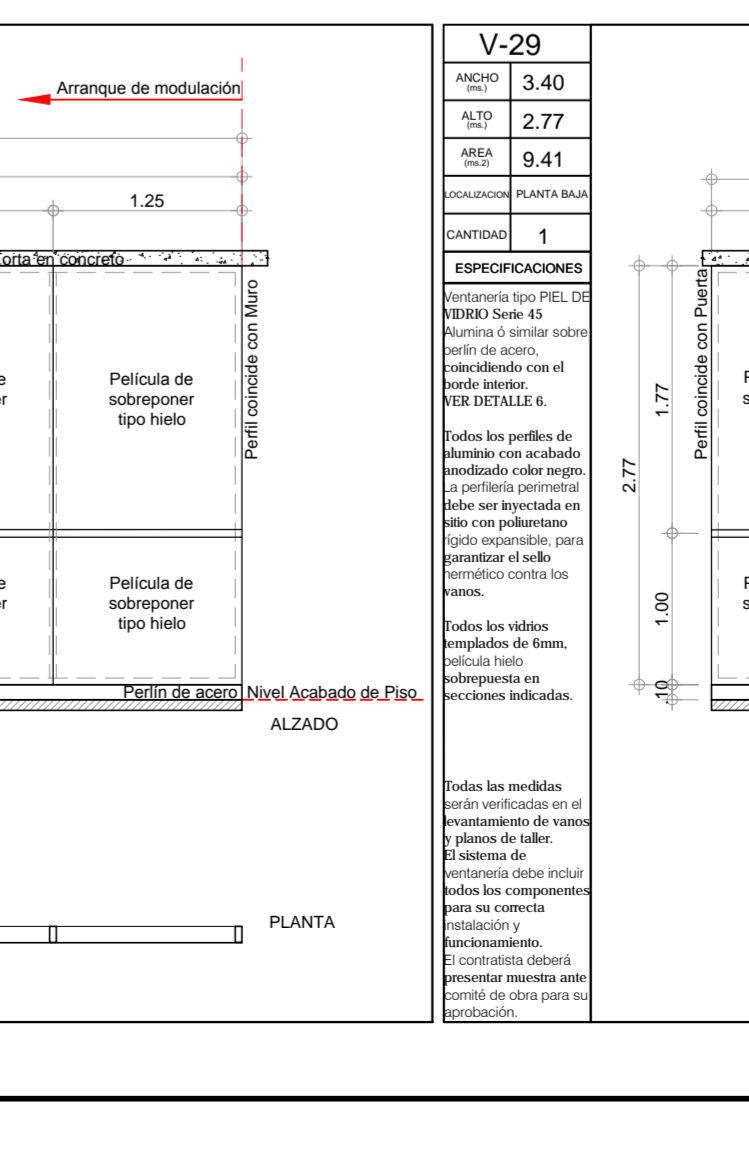 Arranque de modulación
1.25
orta en concreto
Película de
sobreponer
tipo hielo
Perfil coincide con Muro
Película de
sobreponer
tipo hielo
Perlín de acero
Nivel Acabado de Piso
ALZADO
PLANTA
V-29
ANCHO
(ms.)
3.40
ALTO
(ms.)
2.77
AREA
(ms.2)
9.41
LOCALIZACION
PLANTA BAJA
CANTIDAD
1
ESPECIFICACIONES
Ventanería tipo PIEL DE
VIDRIO Serie 45
Alumina ó similar sobre
perlín de acero,
coincidiendo con el
borde interior.
VER DETALLE 6.
Todos los perfiles de
aluminio con acabado
anodizado color negro.
La perfilería perimetral
debe ser inyectada en
sitio con poliuretano
rígido expansible, para
garantizar el sello
hermético contra los
vanos.
Todos los vidrios
templados de 6mm,
película hielo
sobrepuesta en
secciones indicadas.
Todas las medidas
serán verificadas en el
levantamiento de vanos
y planos de taller.
El sistema de
ventanería debe incluir
todos los componentes
para su correcta
instalación y
funcionamiento.
El contratista deberá
presentar muestra ante
comité de obra para su
aprobación.
Perfil coincide con Puerta
1.77
2.77
1.00
.10